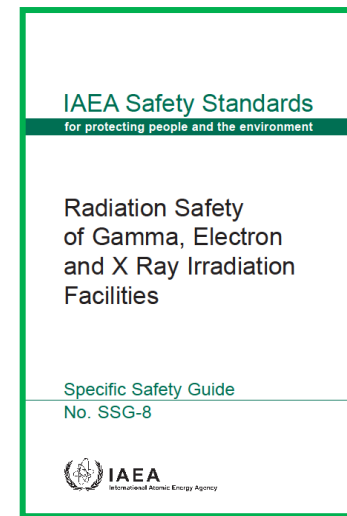 IAEA Safety Standards
for protecting people and the environment
Radiation Safety
of Gamma, Electron
and X Ray Irradiation
Facilities
Specific Safety Guide
No. SSG-8
IAEA
International Atomic Energy Agency